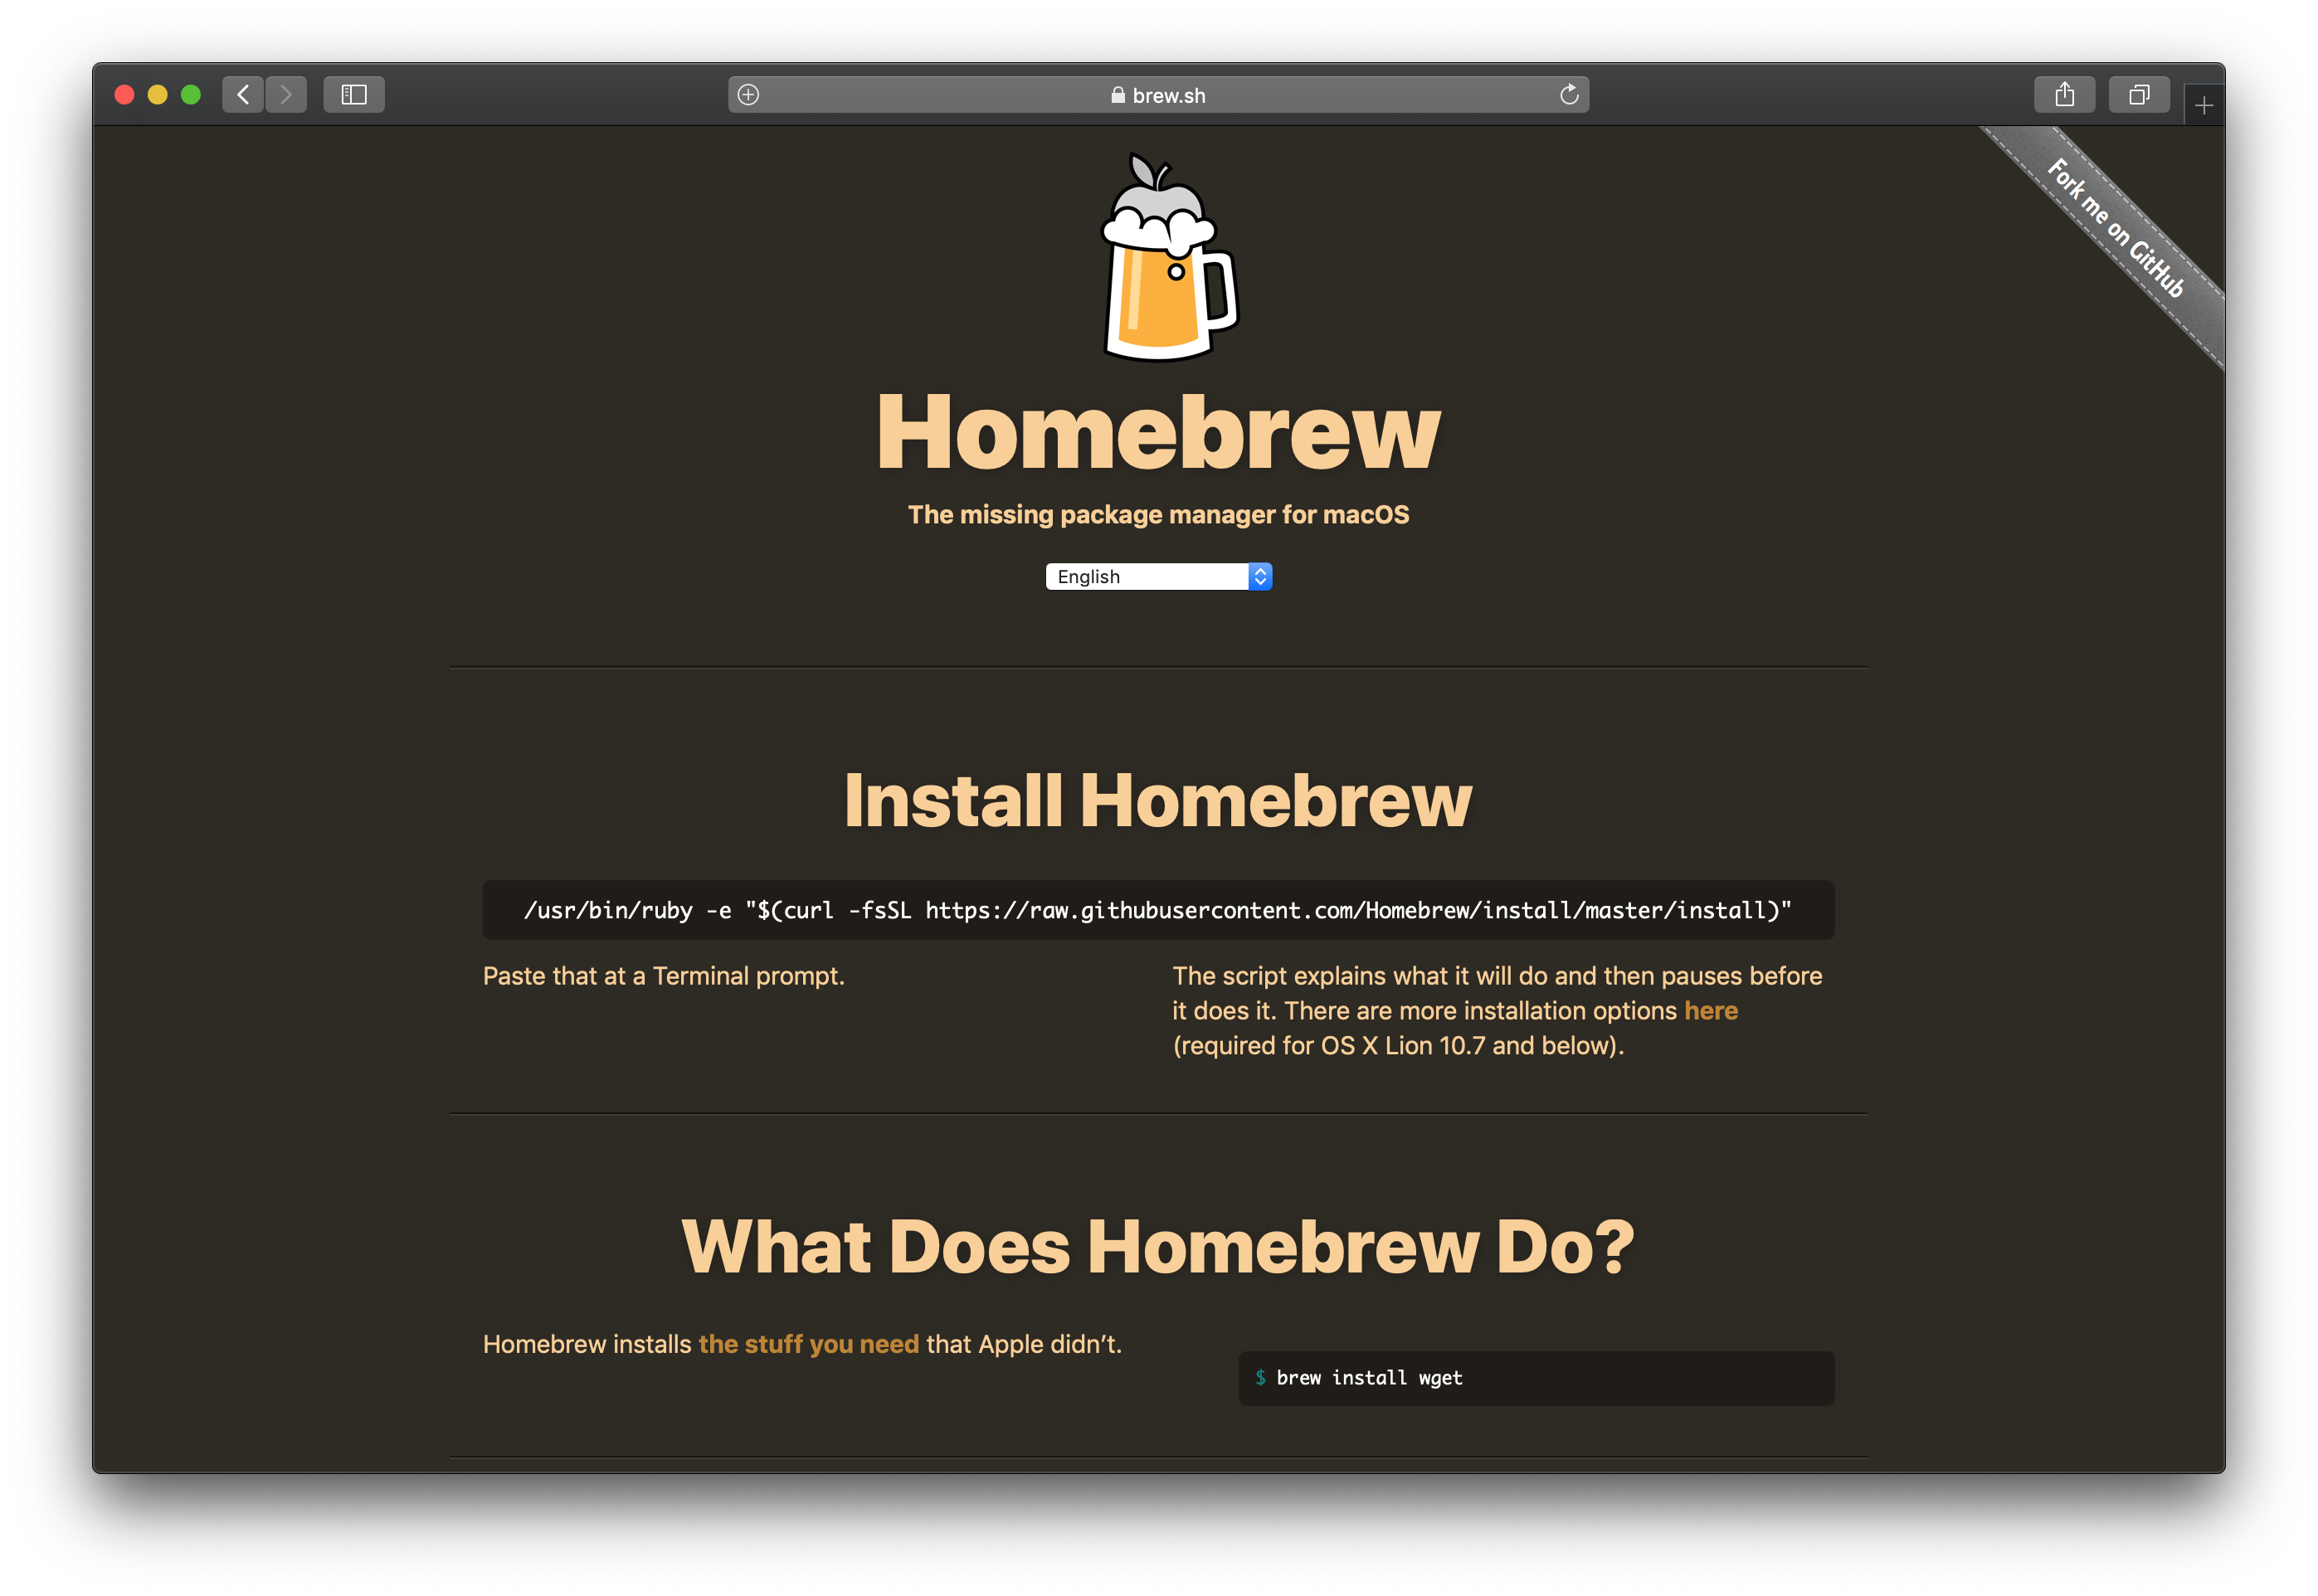 brew.sh
Fork me on GitHub
Homebrew
The missing package manager for macOS
English
Install Homebrew
/usr/bin/ruby -e "$(curl -fsSL https://raw.githubusercontent.com/Homebrew/install/master/install)"
Paste that at a Terminal prompt.
The script explains what it will do and then pauses before
it does it. There are more installation options here
(required for OS X Lion 10.7 and below).
What Does Homebrew Do?
Homebrew installs the stuff you need that Apple didn’t.
$ brew install wget